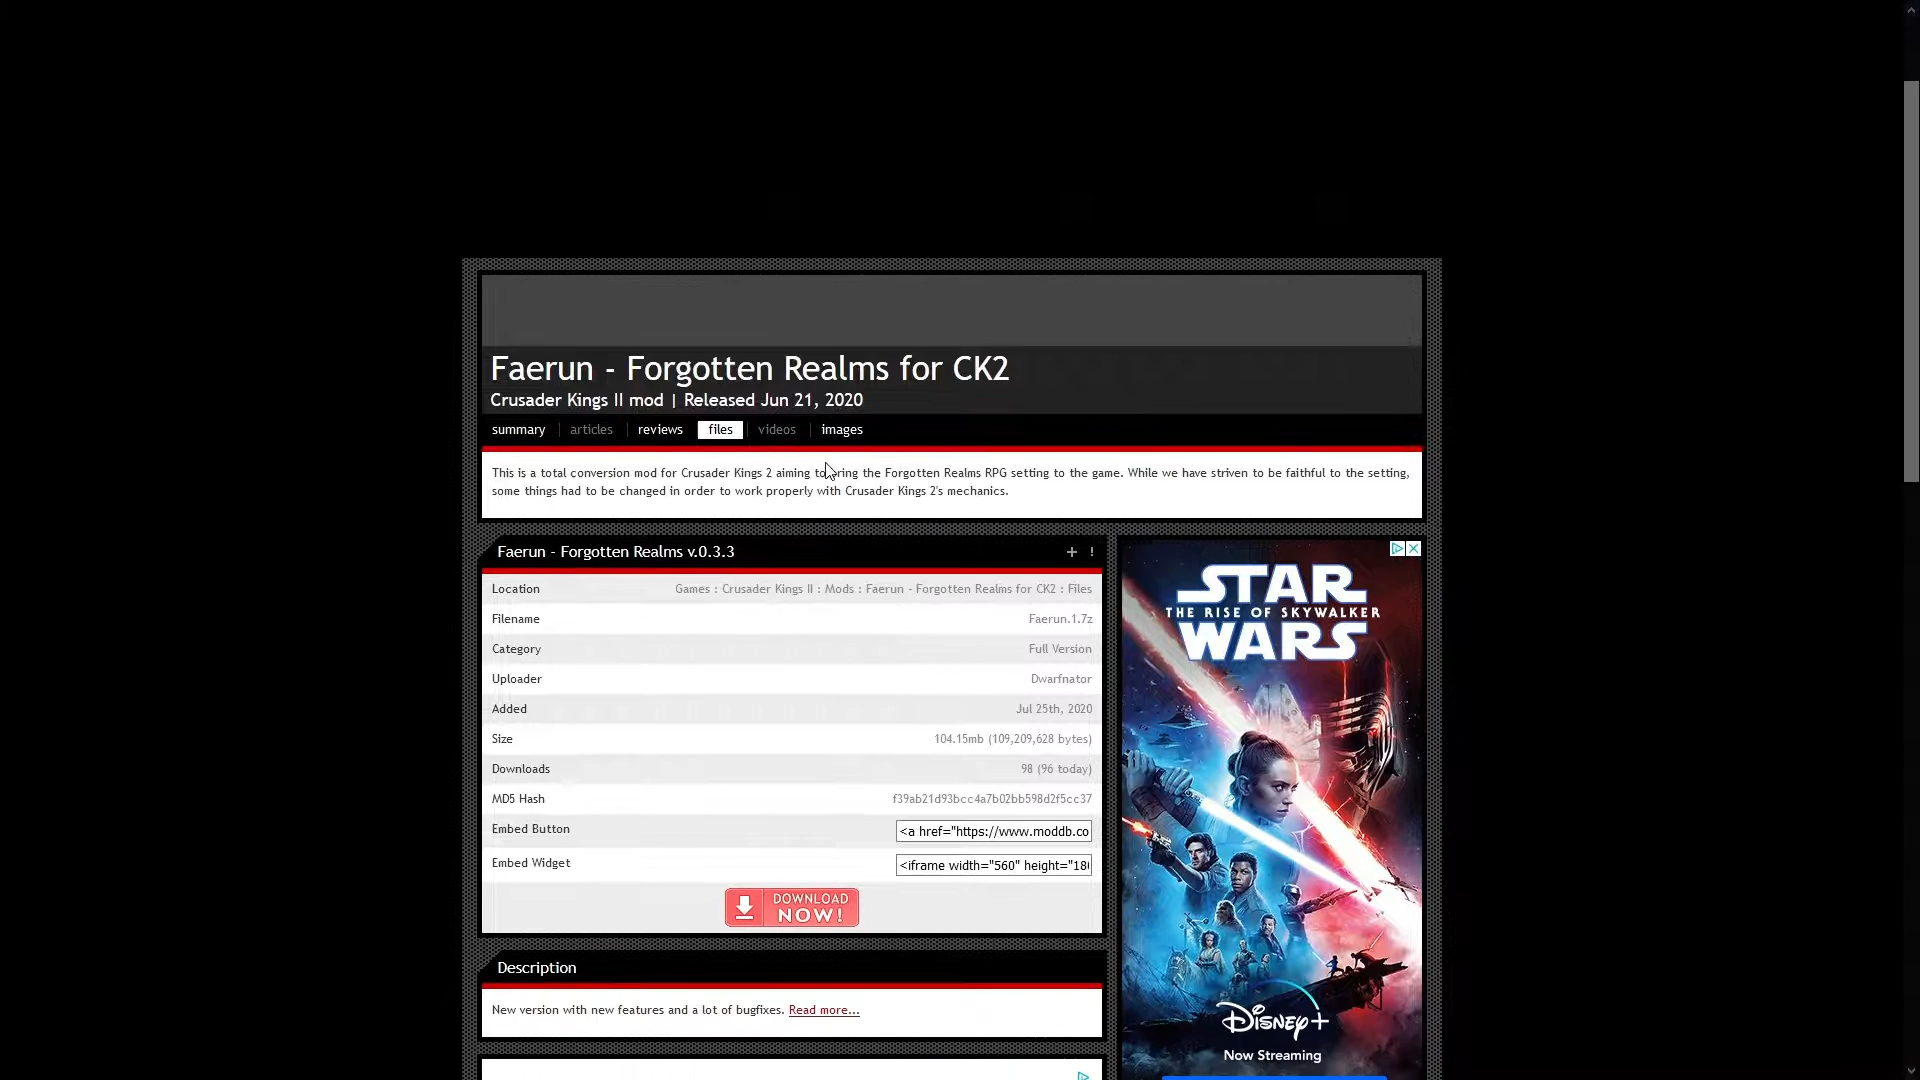 Faerun - Forgotten Realms for CK2
Crusader Kings II mod | Released Jun 21, 2020
summary articles reviews files videos images
This is a total conversion mod for Crusader Kings 2 aiming to bring the Forgotten Realms RPG setting to the game. While we have striven to be faithful to the setting,
some things had to be changed in order to work properly with Crusader Kings 2's mechanics.
Faerun - Forgotten Realms v.0.3.3 + !
Location Games : Crusader Kings II : Mods : Faerun - Forgotten Realms for CK2 : Files
Filename Faerun.1.7z
Category Full Version
Uploader Dwarfnator
Added Jul 25th, 2020
Size 104.15mb (109,209,628 bytes)
Downloads 98 (96 today)
MD5 Hash f39ab21d93bcc4a7b02bb598d2f5cc37
Embed Button <a href="https://www.moddb.co
Embed Widget <iframe width="560" height="18
DOWNLOAD
NOW!
Description
New version with new features and a lot of bugfixes. Read more...
STAR
THE RISE OF SKYWALKER
WARS
Disney+
Now Streaming